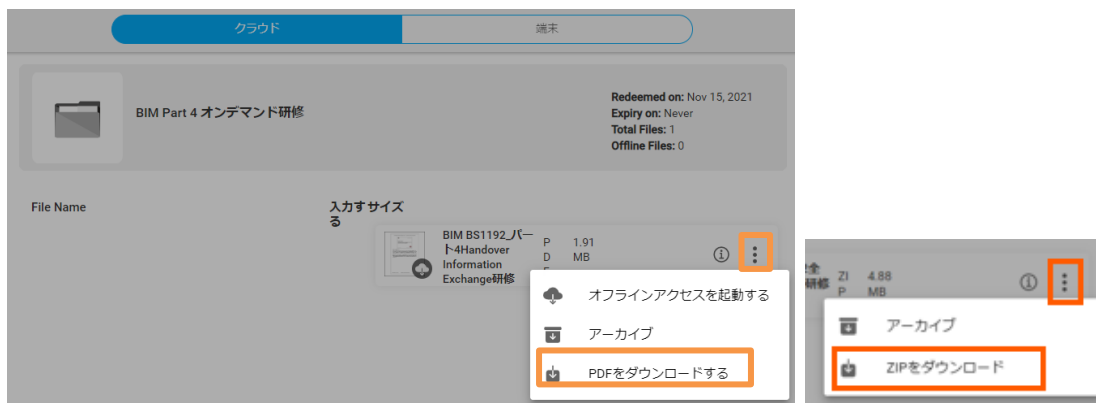 クラウド
端末
BIM Part 4 オンデマンド研修
Redeemed on: Nov 15, 2021
Expiry on: Never
Total Files: 1
Offline Files: 0
File Name
入力す サイズ
る
BIM BS1192_パー
ト4Handover
Information
Exchange研修
P
D
1.91
MB
オフラインアクセスを起動する
アーカイブ
PDFをダウンロードする
全
研修
ZI
P
4.88
MB
アーカイブ
ZIPをダウンロード